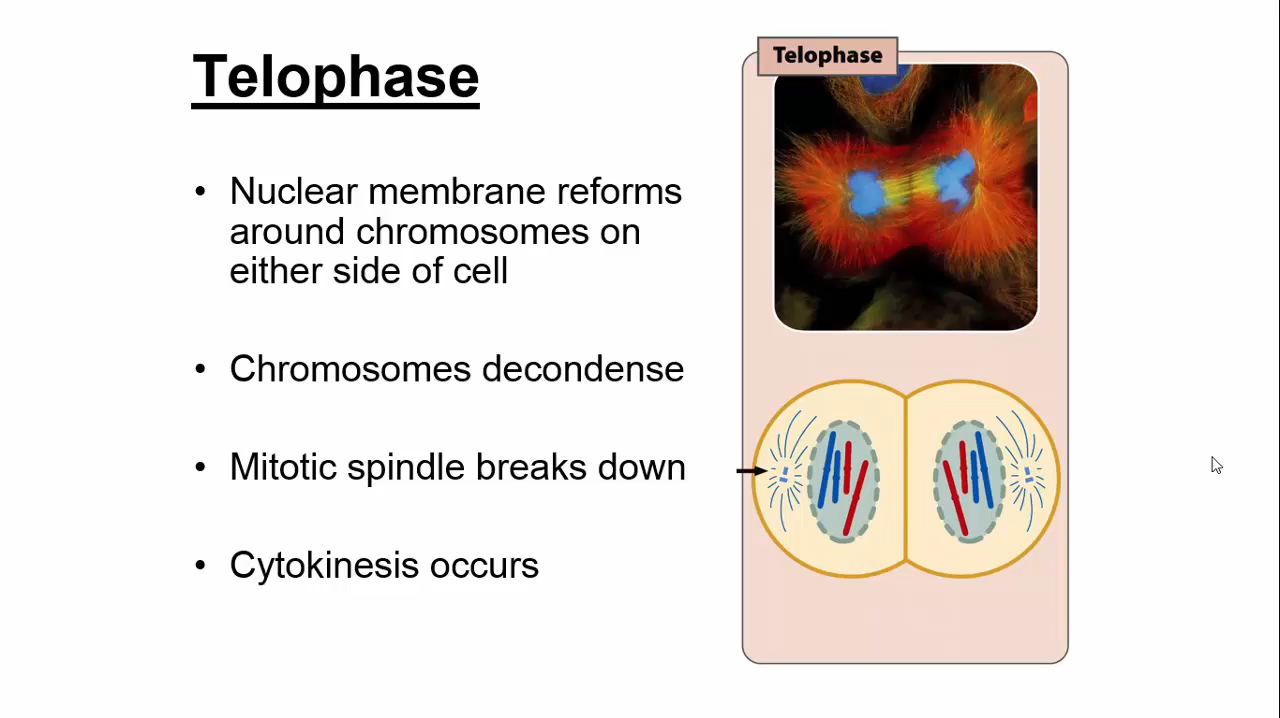 Telophase
• Nuclear membrane reforms
around chromosomes on
either side of cell
• Chromosomes decondense
• Mitotic spindle breaks down
• Cytokinesis occurs
Telophase